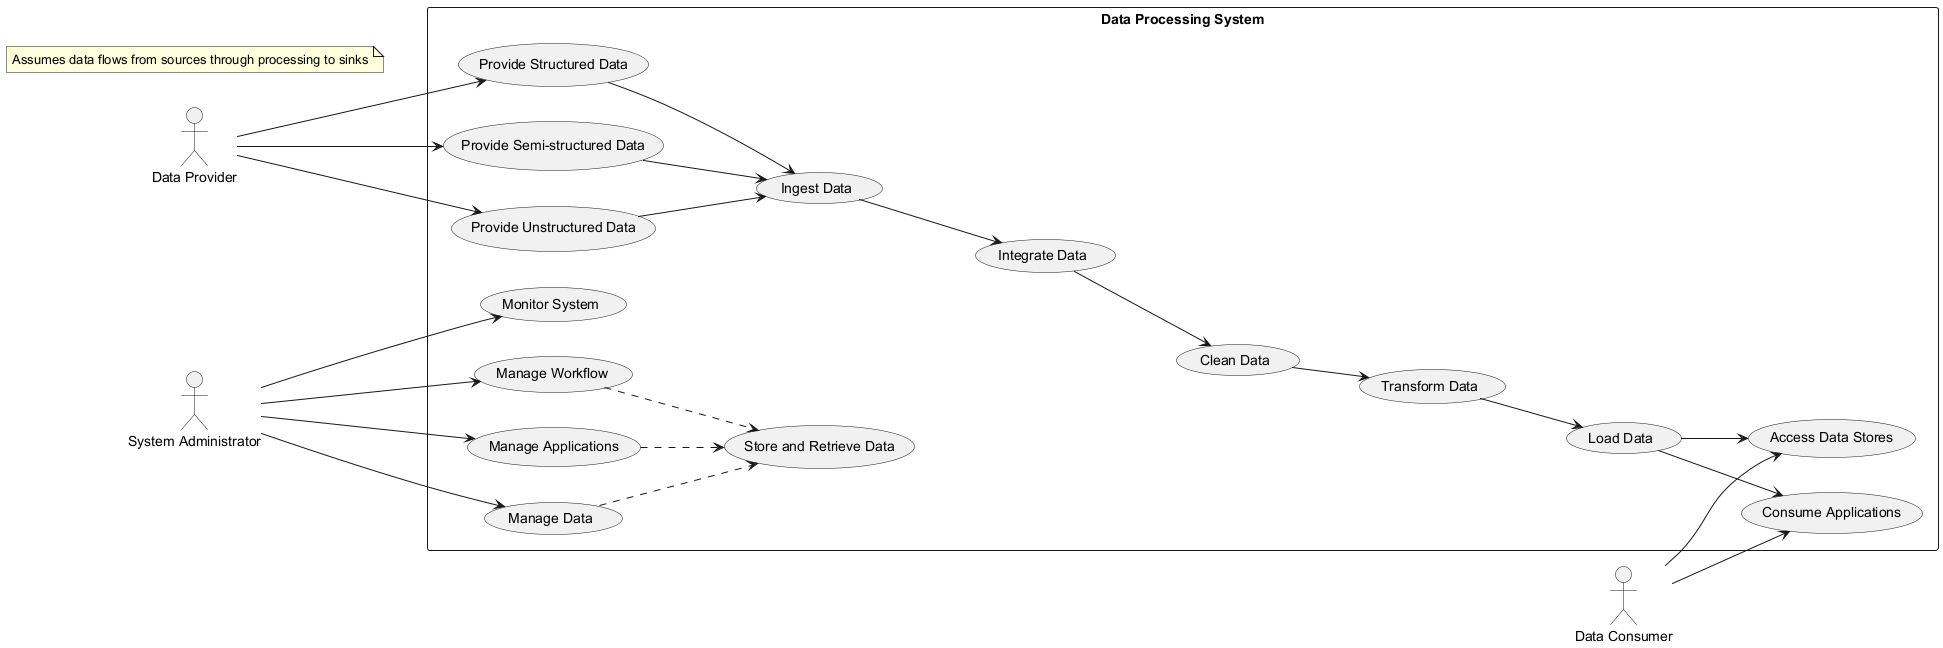 Data Processing System
Assumes data flows from sources through processing to sinks
Provide Structured Data
Provide Semi-structured Data
Data Provider
Ingest Data
Provide Unstructured Data
Integrate Data
Monitor System
Clean Data
Manage Workflow
Transform Data
System Administrator
Manage Applications
Store and Retrieve Data
Load Data
Access Data Stores
Manage Data
Consume Applications
Data Consumer